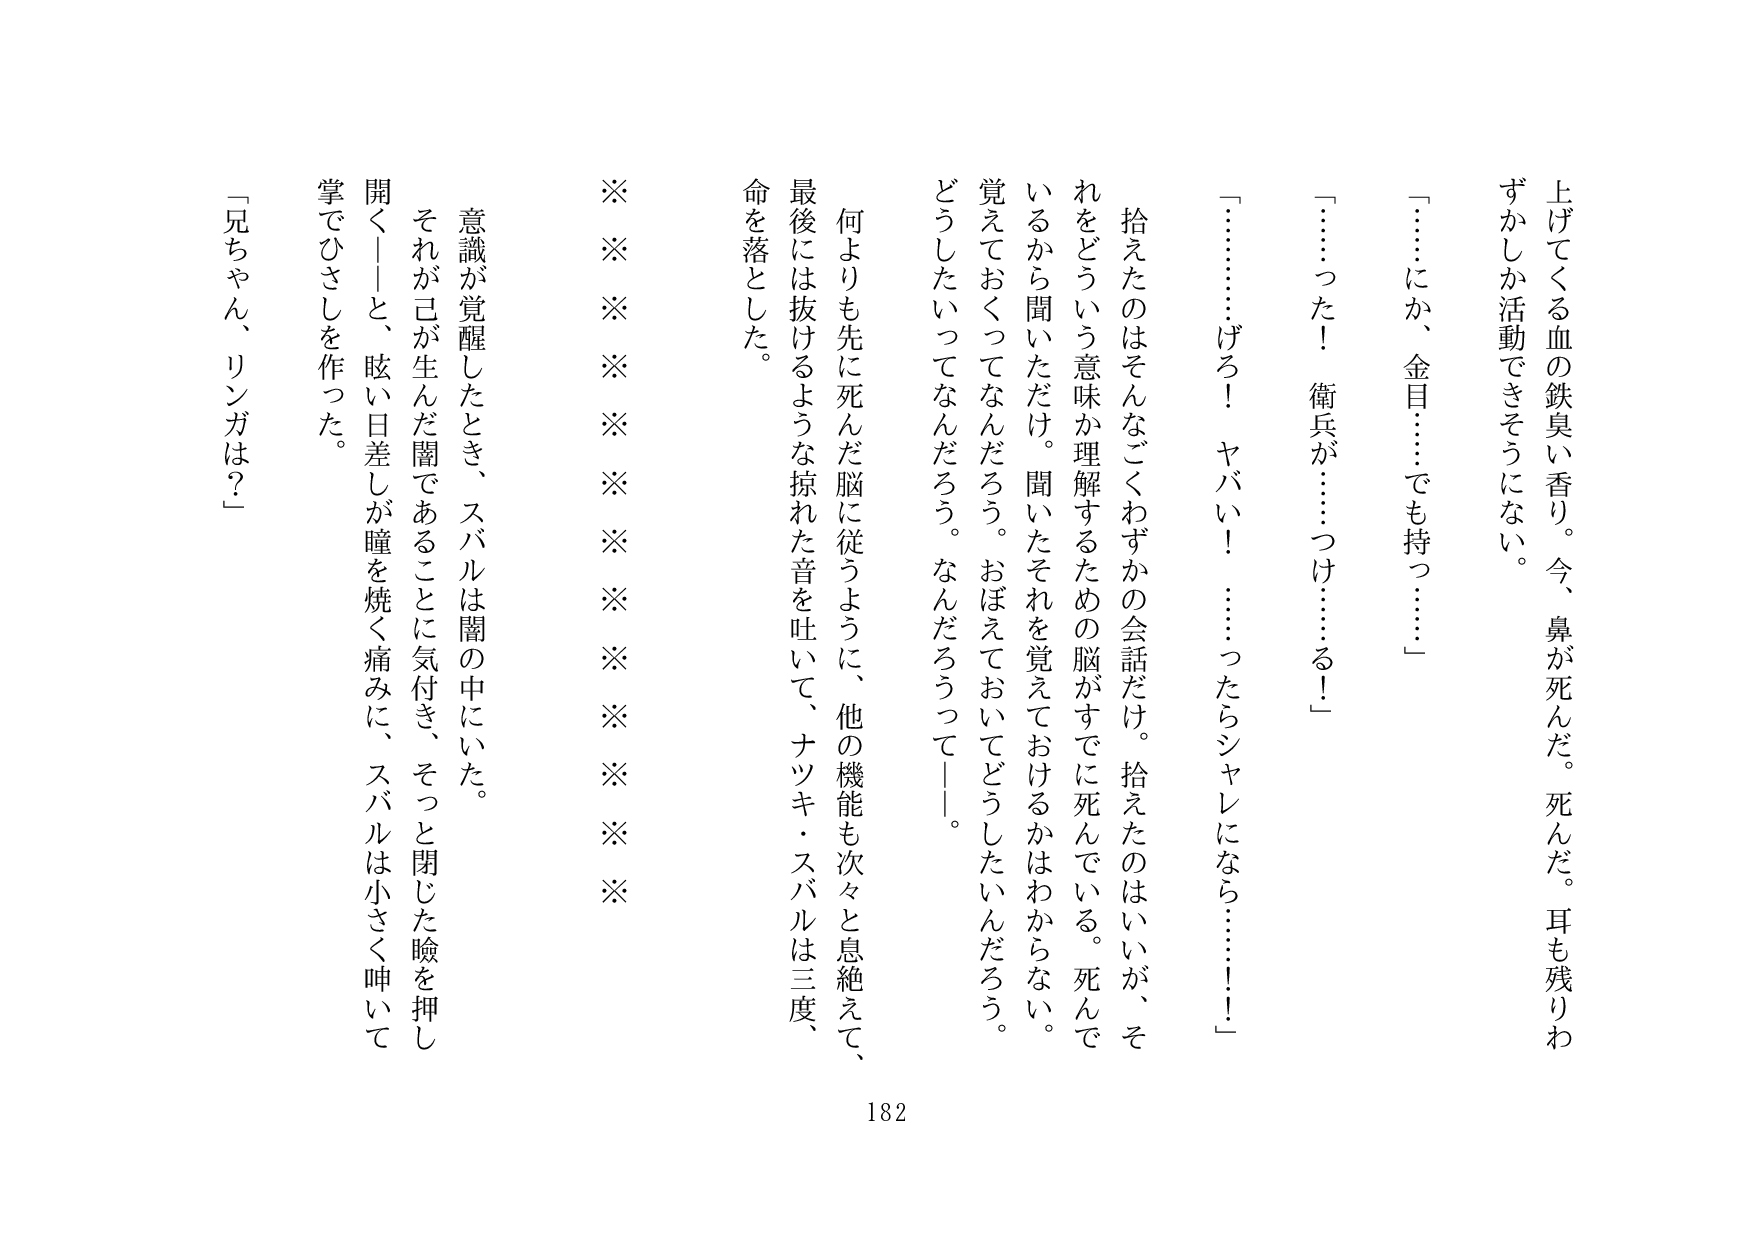 上げてくる血の鉄臭い香り。今、鼻が死んだ。死んだ。耳も残りわ
ずかしか活動できそうにない。
「……にか、金目……でも持っ……」
「……った！　衛兵が……つけ……る！」
「…………げろ！　ヤバい！　……ったらシャレになら……！！」
　拾えたのはそんなごくわずかの会話だけ。拾えたのはいいが、そ
れをどういう意味か理解するための脳がすでに死んでいる。死んで
いるから聞いただけ。聞いたそれを覚えておけるかはわからない。
覚えておくってなんだろう。おぼえておいてどうしたいんだろう。
どうしたいってなんだろう。なんだろうって――。
　何よりも先に死んだ脳に従うように、他の機能も次々と息絶えて、
最後には抜けるような掠れた音を吐いて、ナツキ・スバルは三度、
命を落とした。
※　※　※　※　※　※　※　※　※　※　※　※　※
　意識が覚醒したとき、スバルは闇の中にいた。
　それが己が生んだ闇であることに気付き、そっと閉じた瞼を押し
開く――と、眩い日差しが瞳を焼く痛みに、スバルは小さく呻いて
掌でひさしを作った。
「兄ちゃん、リンガは？」
182